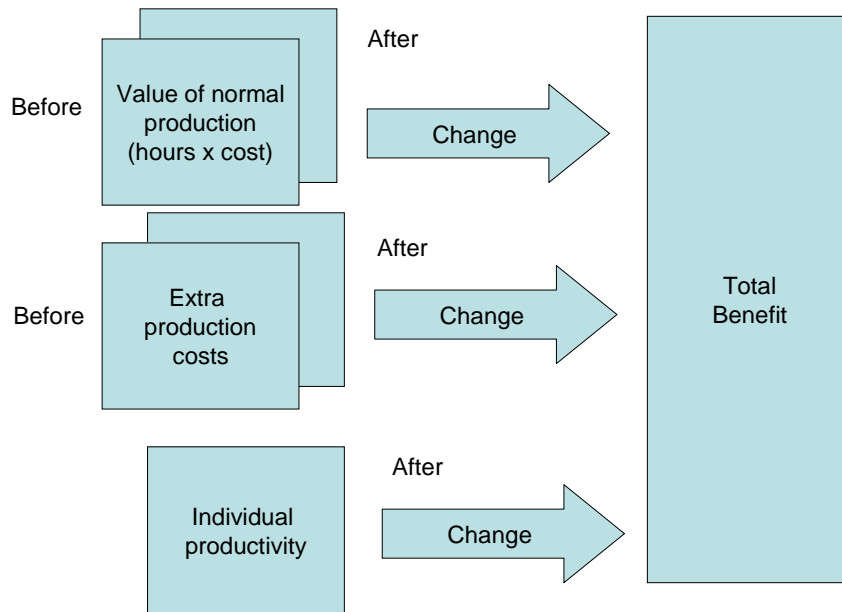 After
Before
Value of normal
production
(hours x cost)
Change
After
Before
Extra
production
costs
Change
Total
Benefit
After
Individual
productivity
Change